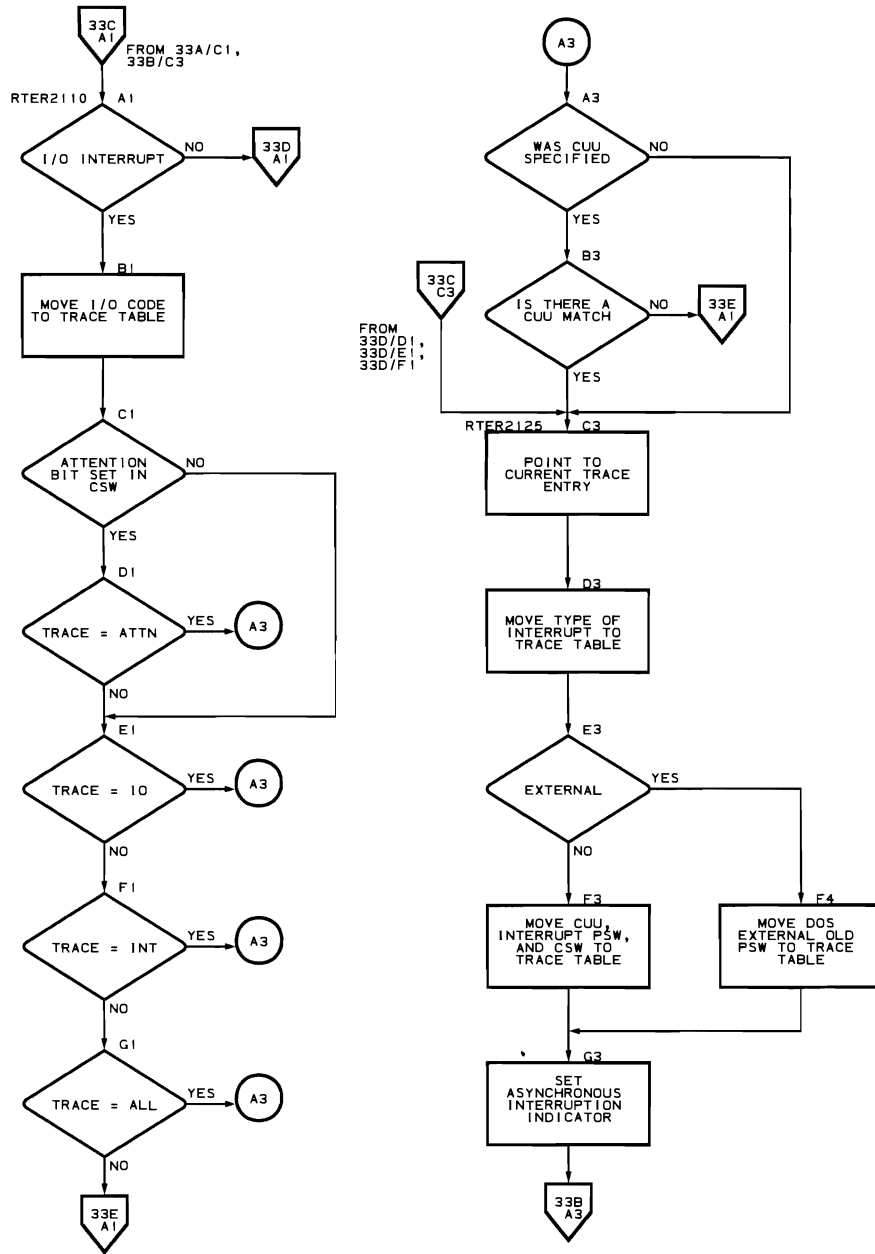 33C
A1
FROM 33A/C1,
33B/C3
RTER2110
A1
I/O INTERRUPT
NO
33D
A1
YES
B1
MOVE I/O CODE
TO TRACE TABLE
C1
ATTENTION
BIT SET IN
CSW
NO
YES
D1
TRACE = ATTN
YES
A3
NO
E1
TRACE = IO
YES
A3
NO
F1
TRACE = INT
YES
A3
NO
G1
TRACE = ALL
YES
A3
NO
33E
A1
A3
A3
WAS CUU
SPECIFIED
NO
YES
B3
33C
C3
FROM
33D/D1,
33D/E1,
33D/F1
IS THERE A
CUU MATCH
NO
33E
A1
YES
RTER2125
C3
POINT TO
CURRENT TRACE
ENTRY
D3
MOVE TYPE OF
INTERRUPT TO
TRACE TABLE
E3
EXTERNAL
YES
NO
F3
MOVE CUU,
INTERRUPT PSW,
AND CSW TO
TRACE TABLE
F4
MOVE DOS
EXTERNAL OLD
PSW TO TRACE
TABLE
G3
SET
ASYNCHRONOUS
INTERRUPTION
INDICATOR
33B
A3